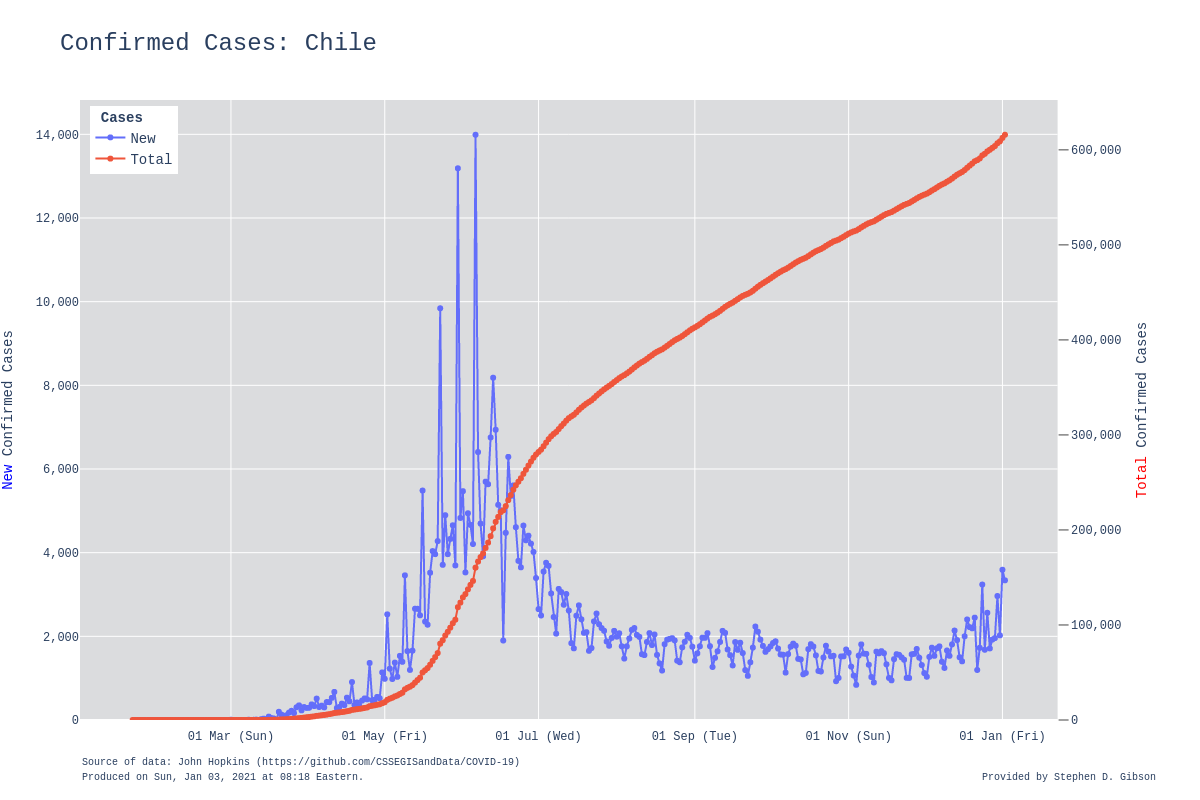 Confirmed Cases: Chile
Cases
New
Total
14,000
12,000
10,000
8,000
6,000
4,000
2,000
0
New Confirmed Cases
600,000
500,000
400,000
300,000
200,000
100,000
0
Total Confirmed Cases
01 Mar (Sun) 01 May (Fri) 01 Jul (Wed) 01 Sep (Tue) 01 Nov (Sun) 01 Jan (Fri)
Source of data: John Hopkins (https://github.com/CSSEGISandData/COVID-19)
Produced on Sun, Jan 03, 2021 at 08:18 Eastern.
Provided by Stephen D. Gibson